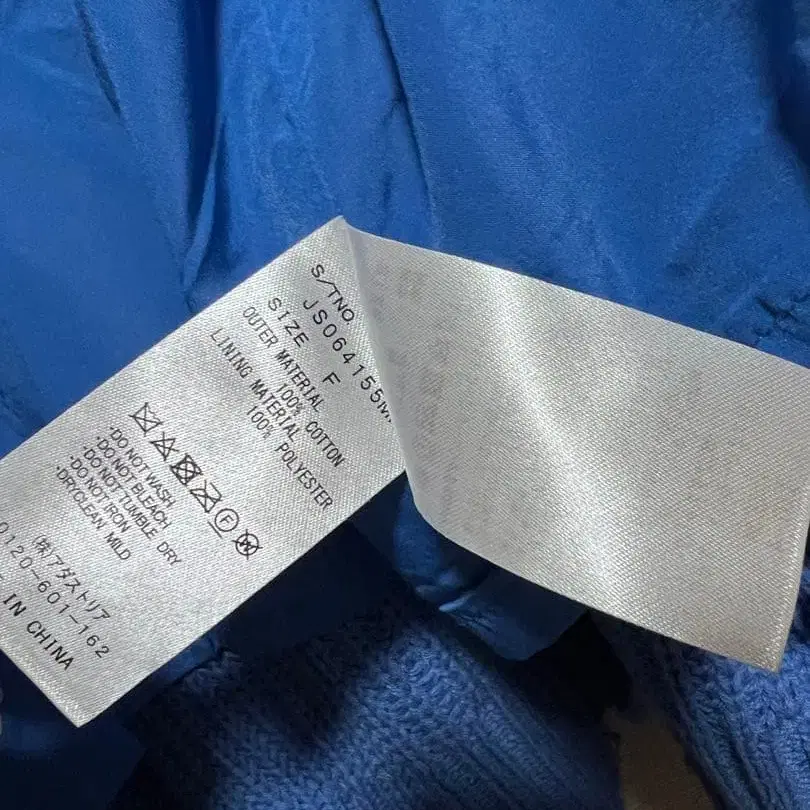 S/TNO
JS064155M
SIZE F
OUTER MATERIAL
100% COTTON
LINING MATERIAL
100% POLYESTER
・DO NOT WASH
・DO NOT BLEACH
・DO NOT TUMBLE DRY
・DO NOT IRON
・DRYCLEAN MILD
(株)アダストリア
0120-601-162
IN CHINA